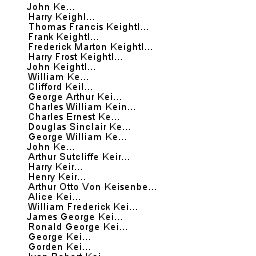 John Ke...
Harry Keighl...
Thomas Francis Keightl...
Frank Keightl...
Frederick Marton Keightl...
Harry Frost Keightl...
John Keightl...
William Ke...
Clifford Keil...
George Arthur Kei...
Charles William Kein...
Charles Ernest Ke...
Douglas Sinclair Ke...
George William Ke...
John Ke...
Arthur Sutcliffe Keir...
Harry Keir...
Henry Keir...
Arthur Otto Von Keisenbe...
Alice Kei...
William Frederick Kei...
James George Kei...
Ronald George Kei...
George Kei...
Gorden Kei...